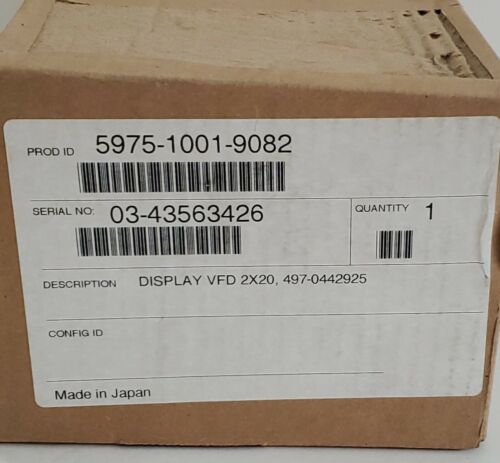 PROD ID 5975-1001-9082
SERIAL NO: 03-43563426
QUANTITY 1
DESCRIPTION DISPLAY VFD 2X20, 497-0442925
CONFIG ID
Made in Japan